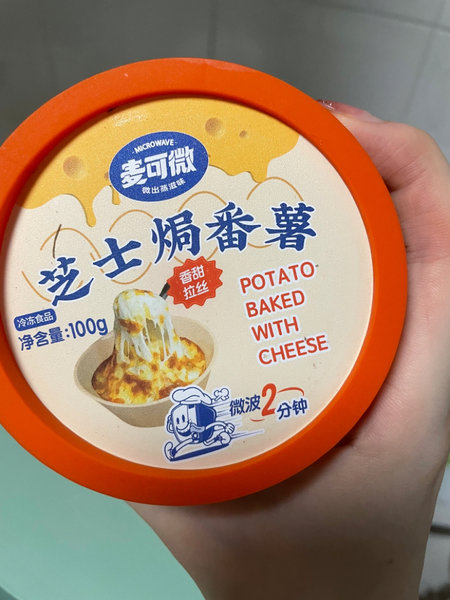 MICROWAVE
麦可微
微出蒸滋味
芝士焗番薯
香甜
拉丝
POTATO
BAKED
WITH
CHEESE
冷冻食品
净含量:100g
微波2分钟